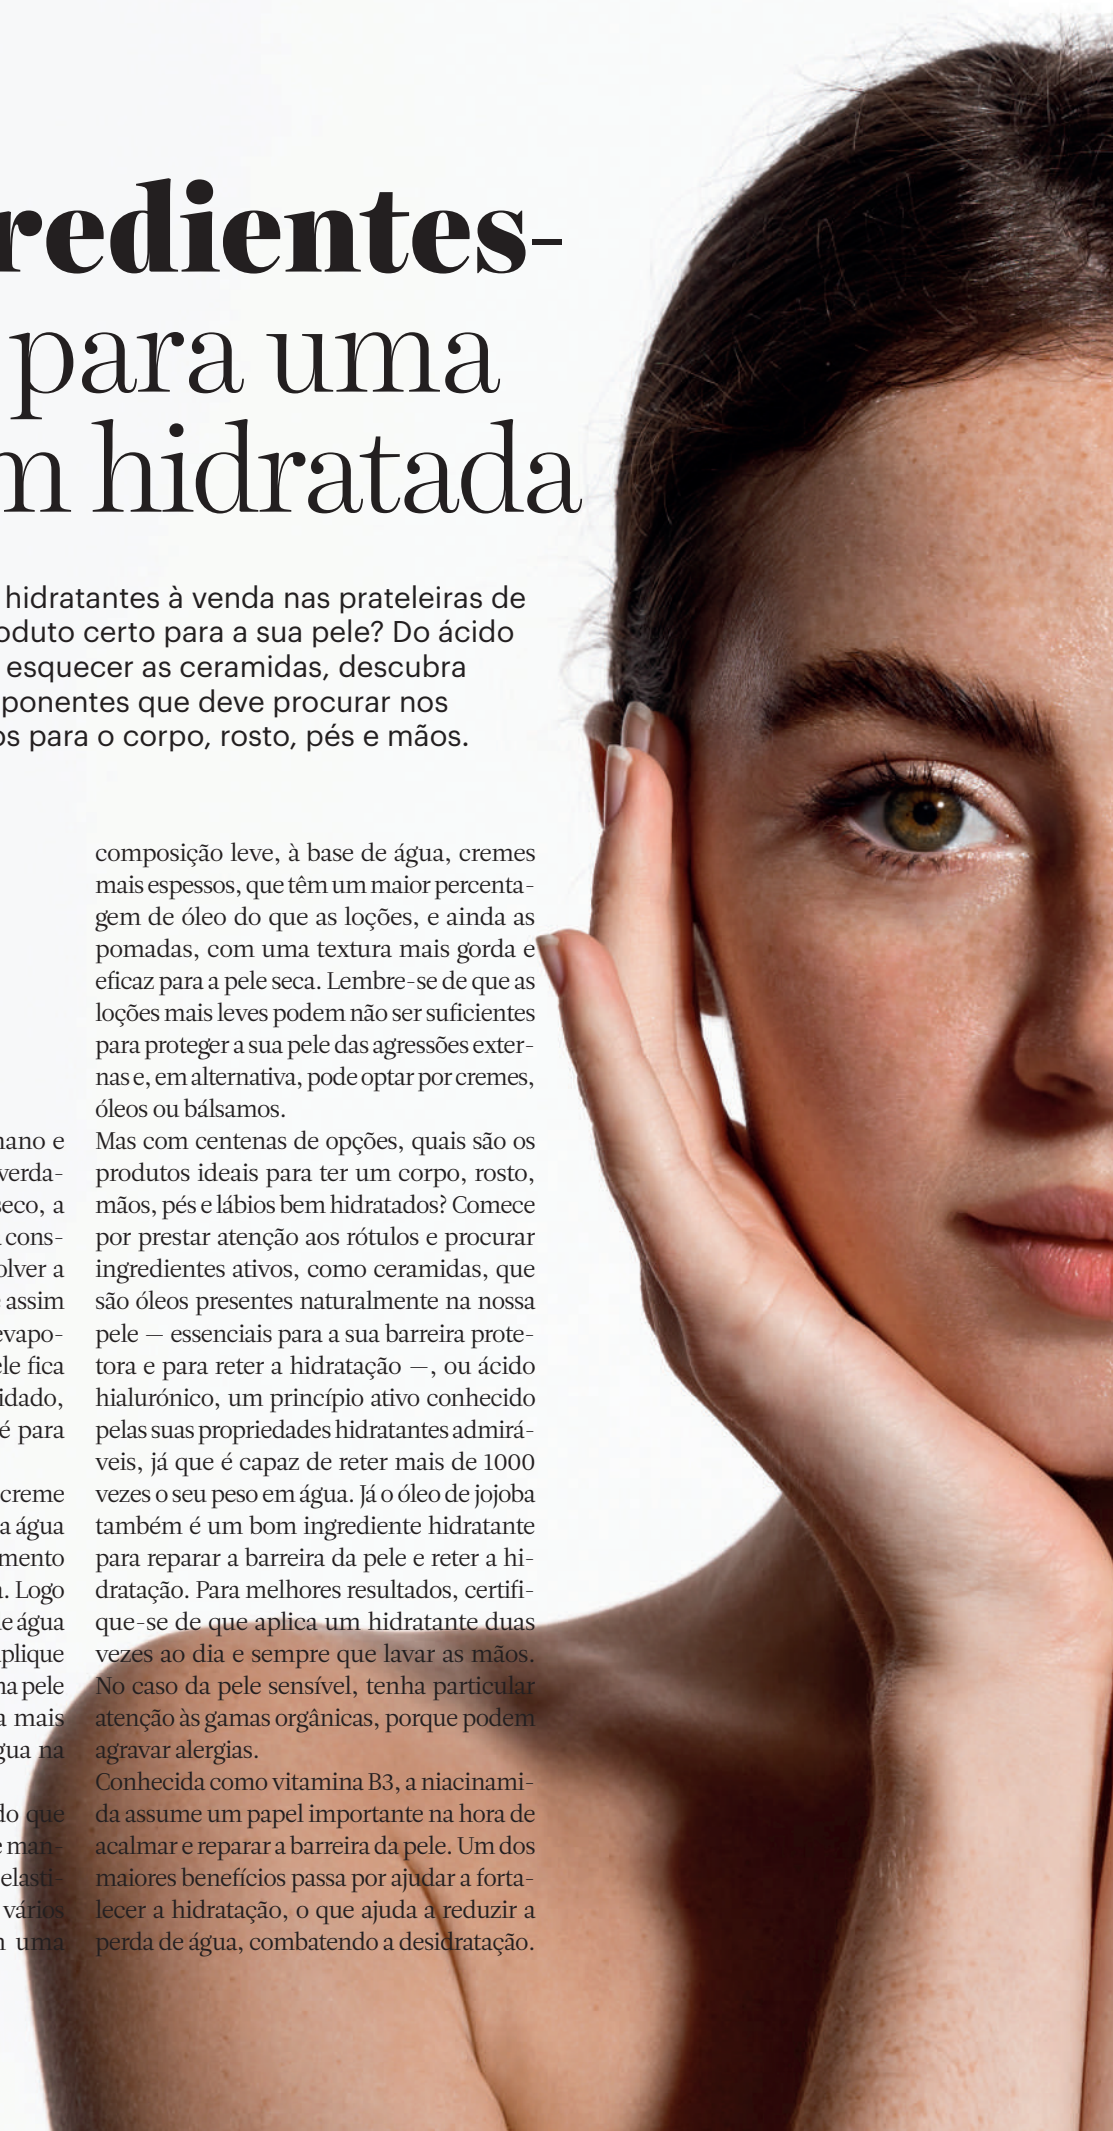 redientes-
para uma
m hidratada
hidratantes à venda nas prateleiras de
oduto certo para a sua pele? Do ácido
esquecer as ceramidas, descubra
ponentes que deve procurar nos
os para o corpo, rosto, pés e mãos.
mano e
verda-
seco, a
cons-
olver a
assim
evapo-
ele fica
idado,
é para
creme
a água
mento
a. Logo
de água
plique
na pele
a mais
gua na
do que
e man-
elasti-
vários
m uma
composição leve, à base de água, cremes
mais espessos, que têm um maior percenta-
gem de óleo do que as loções, e ainda as
pomadas, com uma textura mais gorda e
eficaz para a pele seca. Lembre-se de que as
loções mais leves podem não ser suficientes
para proteger a sua pele das agressões exter-
nas e, em alternativa, pode optar por cremes,
óleos ou bálsamos.
Mas com centenas de opções, quais são os
produtos ideais para ter um corpo, rosto,
mãos, pés e lábios bem hidratados? Comece
por prestar atenção aos rótulos e procurar
ingredientes ativos, como ceramidas, que
são óleos presentes naturalmente na nossa
pele — essenciais para a sua barreira prote-
tora e para reter a hidratação —, ou ácido
hialurónico, um princípio ativo conhecido
pelas suas propriedades hidratantes admirá-
veis, já que é capaz de reter mais de 1000
vezes o seu peso em água. Já o óleo de jojoba
também é um bom ingrediente hidratante
para reparar a barreira da pele e reter a hi-
dratação. Para melhores resultados, certifi-
que-se de que aplica um hidratante duas
vezes ao dia e sempre que lavar as mãos.
No caso da pele sensível, tenha particular
atenção às gamas orgânicas, porque podem
agravar alergias.
Conhecida como vitamina B3, a niacinami-
da assume um papel importante na hora de
acalmar e reparar a barreira da pele. Um dos
maiores benefícios passa por ajudar a forta-
lecer a hidratação, o que ajuda a reduzir a
perda de água, combatendo a desidratação.